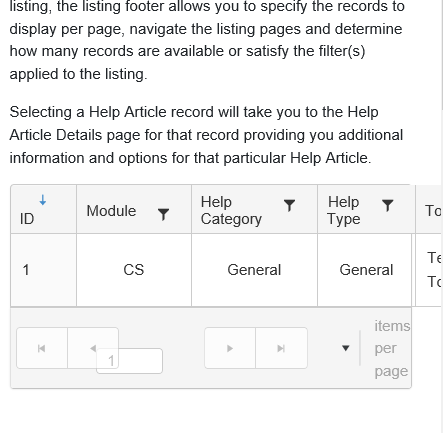 listing, the listing footer allows you to specify the records to
display per page, navigate the listing pages and determine
how many records are available or satisfy the filter(s)
applied to the listing.
Selecting a Help Article record will take you to the Help
Article Details page for that record providing you additional
information and options for that particular Help Article.
ID
Module
Help
Category
Help
Type
To
1
CS
General
General
Te
To
1
items
per
page